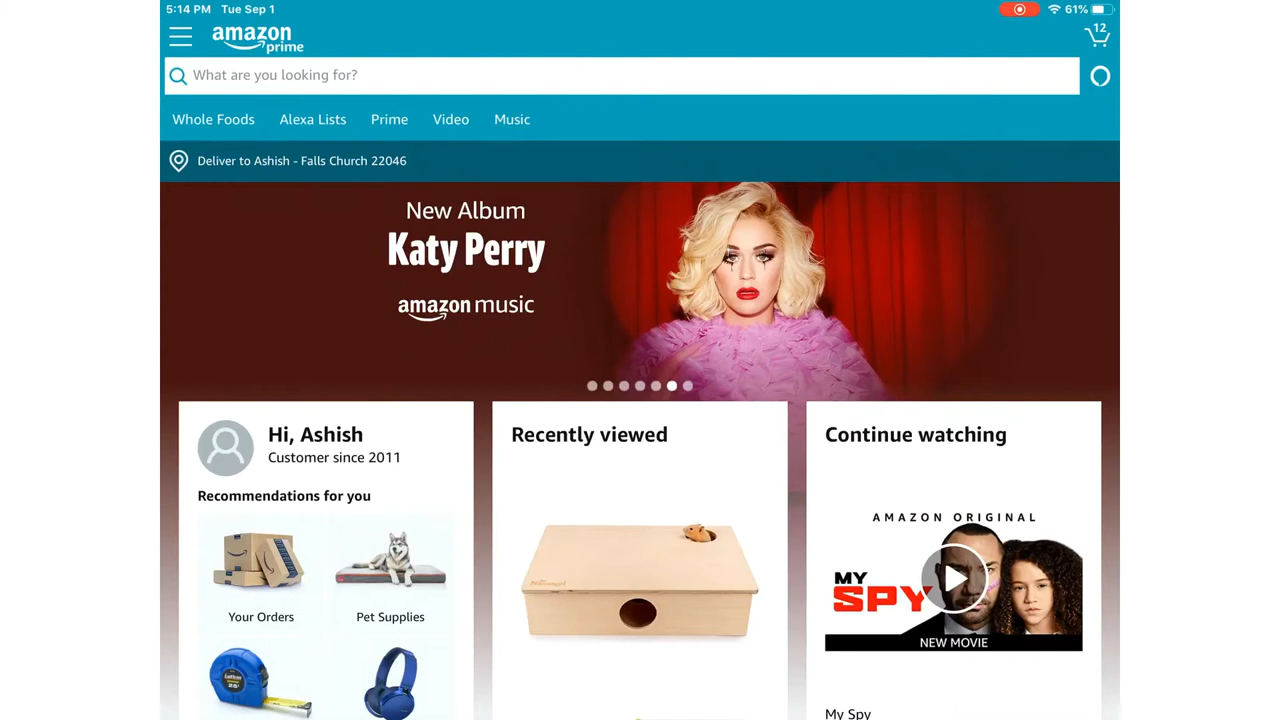 5:14 PM Tue Sep 1
61%
amazon prime
12
What are you looking for?
Whole Foods Alexa Lists Prime Video Music
Deliver to Ashish - Falls Church 22046
New Album
Katy Perry
amazon music
Hi, Ashish
Customer since 2011
Recommendations for you
Your Orders
Pet Supplies
Recently viewed
Continue watching
AMAZON ORIGINAL
MY
SPY
NEW MOVIE
My Spy